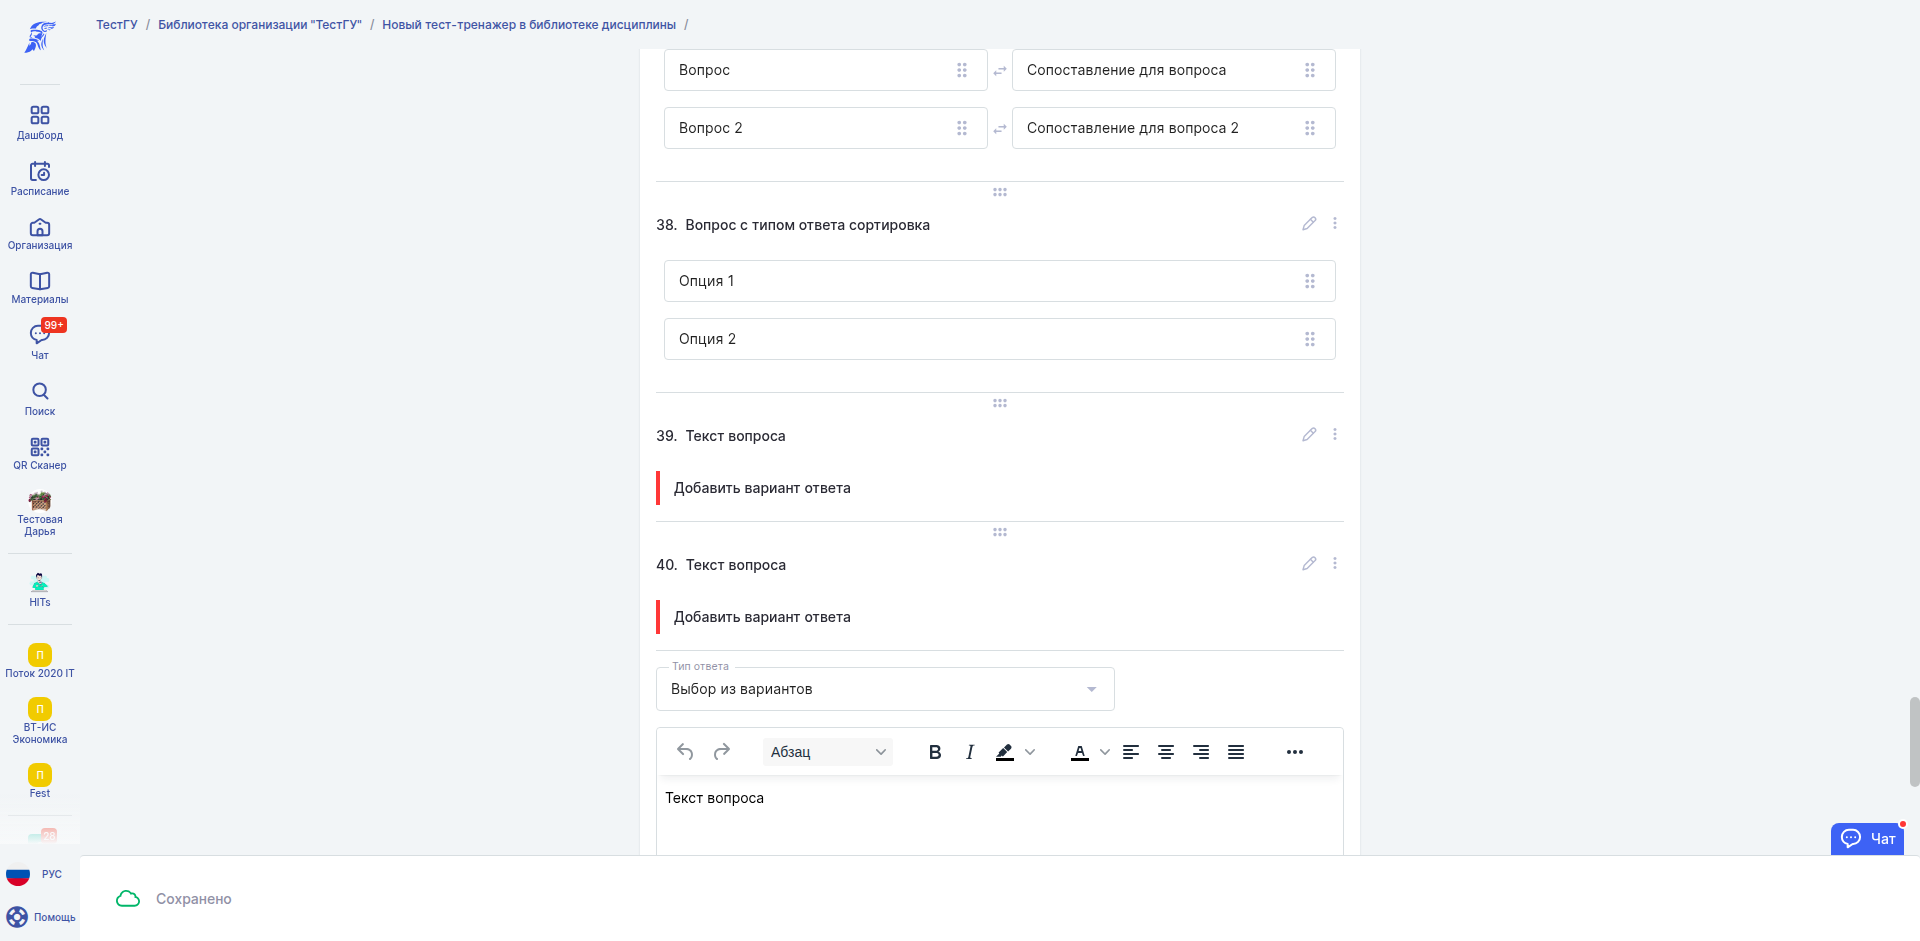 ТестГУ / Библиотека организации "ТестГУ" / Новый тест-тренажер в библиотеке дисциплины /
Дашборд
Расписание
Организация
Материалы
99+
Чат
Поиск
QR Сканер
Тестовая
Дарья
HITs
П
Поток 2020 IT
П
ВТ-ИС
Экономика
П
Fest
28
РУС
Помощь
Вопрос
Сопоставление для вопроса
Вопрос 2
Сопоставление для вопроса 2
38. Вопрос с типом ответа сортировка
Опция 1
Опция 2
39. Текст вопроса
Добавить вариант ответа
40. Текст вопроса
Добавить вариант ответа
Тип ответа
Выбор из вариантов
Абзац
Текст вопроса
Чат
Сохранено